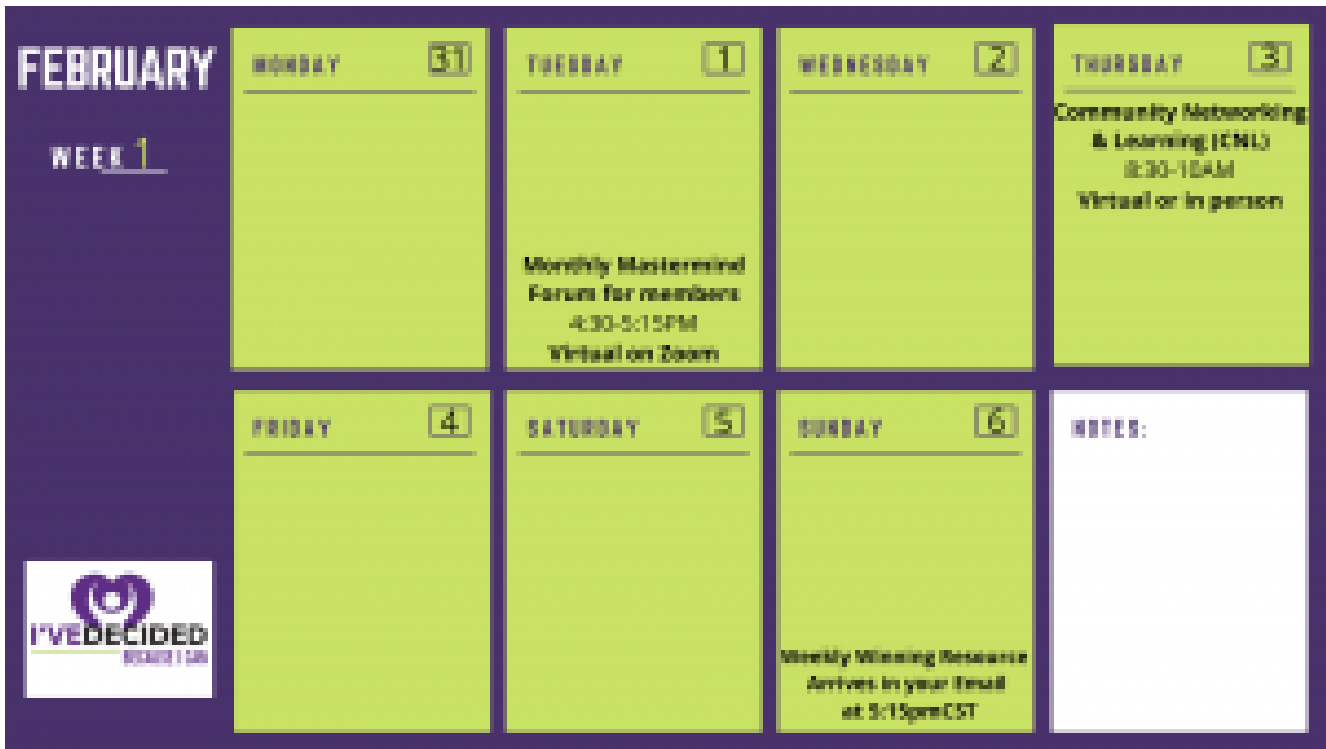 FEBRUARY
WEEK 1
MONDAY 31
TUESDAY 1
Monthly Mastermind
Forum for members
4:30-5:15PM
Virtual on Zoom
WEDNESDAY 2
THURSDAY 3
Community Networking
& Learning (CNL)
8:30-10AM
Virtual or in person
FRIDAY 4
SATURDAY 5
SUNDAY 6
Weekly Winning Resource
Arrives in your Email
at 5:15pmCST
NOTES:
I'VEDECIDED
BECAUSE I CAN